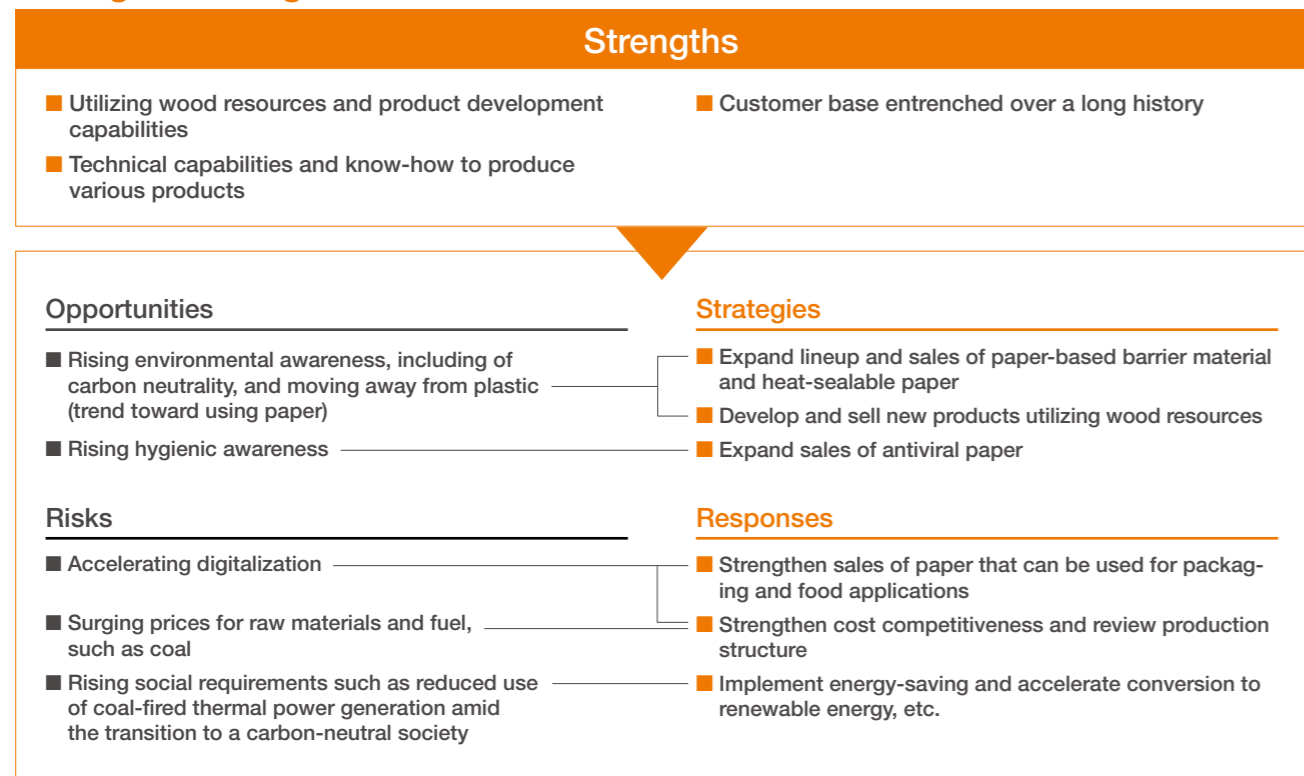 Strengths
■ Utilizing wood resources and product development
capabilities
■ Technical capabilities and know-how to produce
various products
■ Customer base entrenched over a long history
Opportunities
■ Rising environmental awareness, including of
carbon neutrality, and moving away from plastic
(trend toward using paper)
■ Rising hygienic awareness
Strategies
■ Expand lineup and sales of paper-based barrier material
and heat-sealable paper
■ Develop and sell new products utilizing wood resources
■ Expand sales of antiviral paper
Risks
■ Accelerating digitalization
■ Surging prices for raw materials and fuel,
such as coal
■ Rising social requirements such as reduced use
of coal-fired thermal power generation amid
the transition to a carbon-neutral society
Responses
■ Strengthen sales of paper that can be used for packag-
ing and food applications
■ Strengthen cost competitiveness and review production
structure
■ Implement energy-saving and accelerate conversion to
renewable energy, etc.